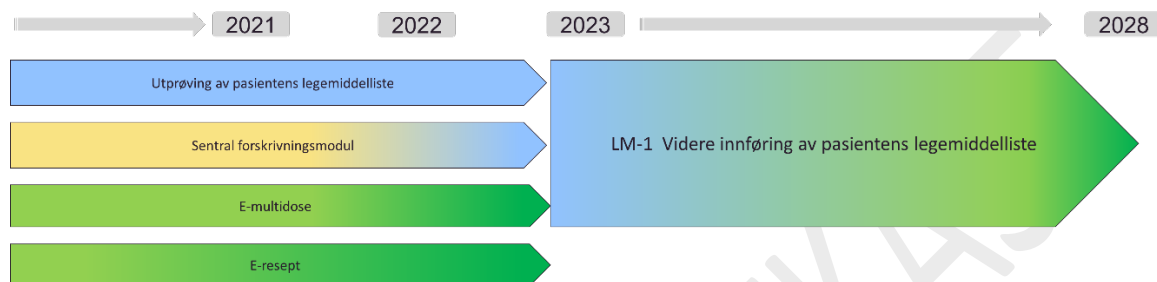 2021 2022 2023 2028
Utprøving av pasientens legemiddelliste
Sentral forskrivningsmodul
LM-1 Videre innføring av pasientens legemiddelliste
E-multidose
E-resept